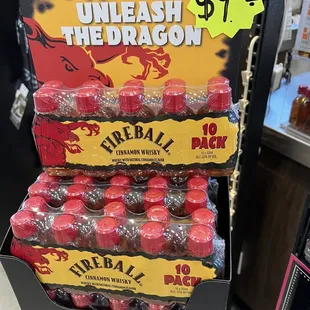 UNLEASH
THE DRAGON
$7
10
PACK
FIREBALL
CINNAMON WHISKY
10
PACK
FIREBALL
CINNAMON WHISKY